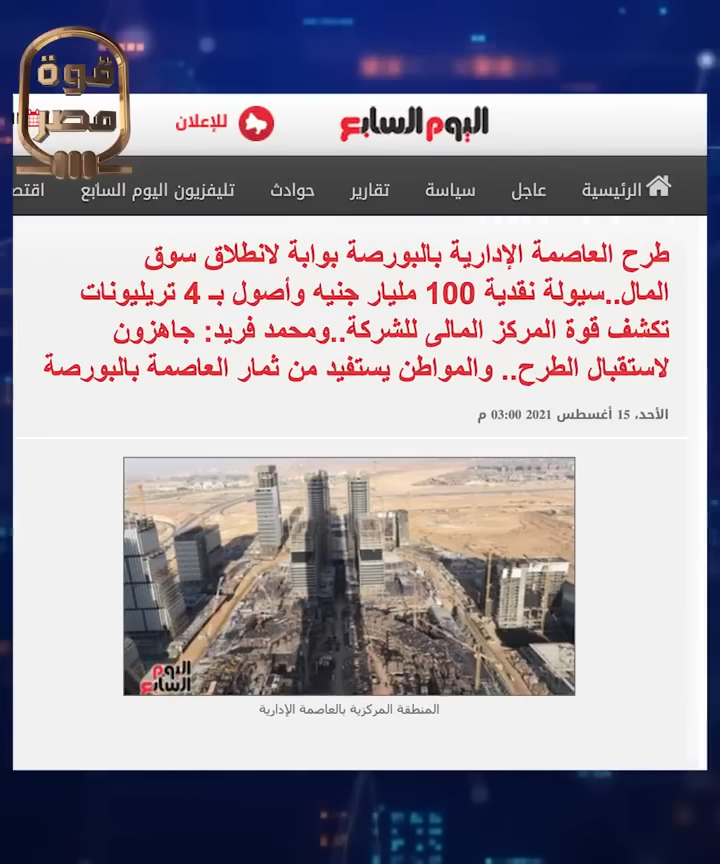 قوة
مصر
اليوم السابع
للإعلان
الرئيسية
عاجل
سياسة
تقارير
حوادث
تليفزيون اليوم السابع
طرح العاصمة الإدارية بالبورصة بوابة لانطلاق سوق
المال..سيولة نقدية 100 مليار جنيه وأصول بـ 4 تريليونات
تكشف قوة المركز المالى للشركة..ومحمد فريد: جاهزون
لاستقبال الطرح.. والمواطن يستفيد من ثمار العاصمة بالبورصة
الأحد، 15 أغسطس 2021 03:00 م
اليوم
السابع
المنطقة المركزية بالعاصمة الإدارية